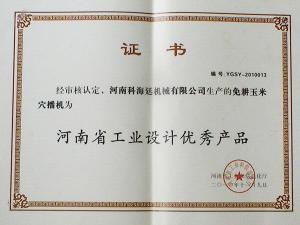 证书
编号:YGSY-2010013
经审核认定、河南科海廷机械有限公司生产的免耕玉米
穴播机为
河南省工业设计优秀产品